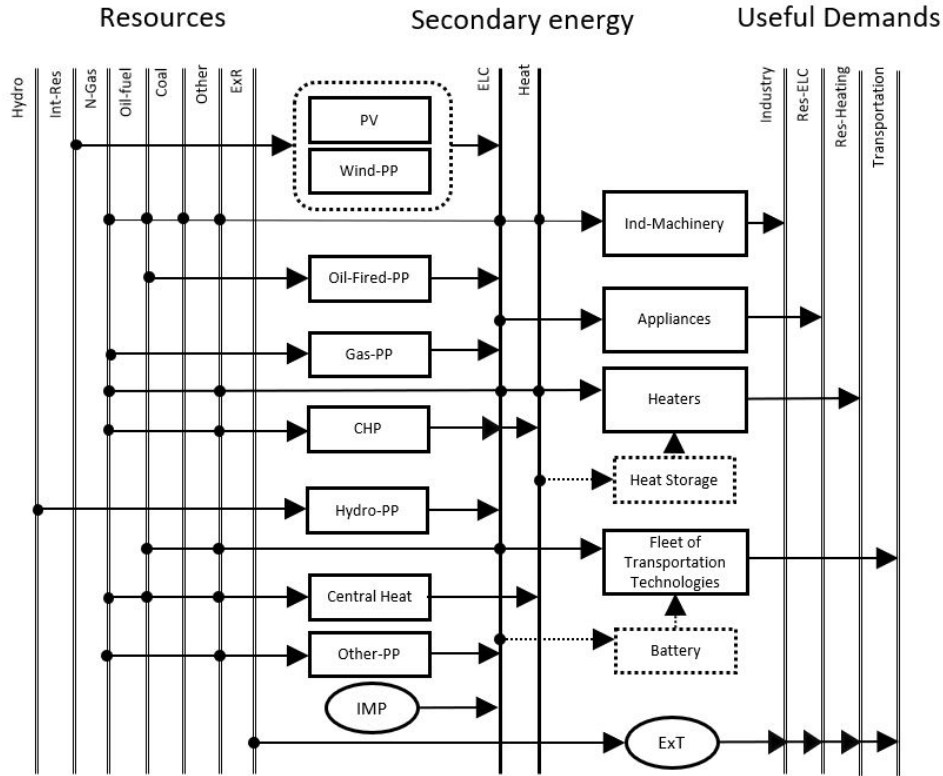 Resources
Secondary energy
Useful Demands
Hydro
Int-Res
N-Gas
Oil-fuel
Coal
Other
ExR
ELC
Heat
Industry
Res-ELC
Res-Heating
Transportation
PV
Wind-PP
Ind-Machinery
Oil-Fired-PP
Appliances
Gas-PP
Heaters
CHP
Heat Storage
Hydro-PP
Fleet of
Transportation
Technologies
Central Heat
Other-PP
Battery
IMP
ExT